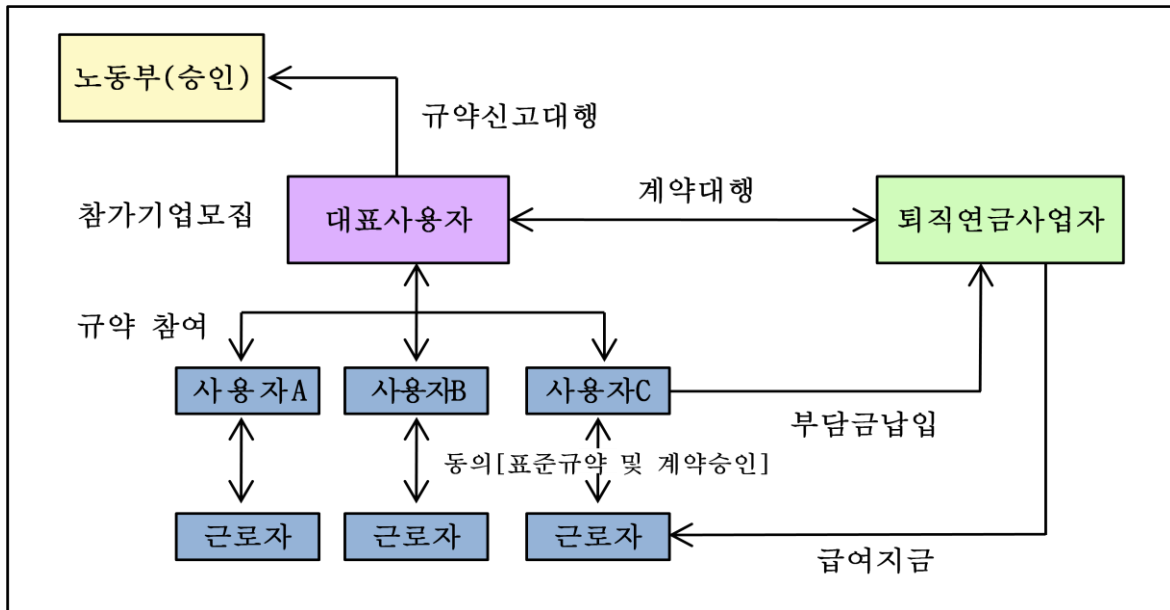 노동부(승인)
규약신고대행
참가기업모집
대표사용자
계약대행
퇴직연금사업자
규약 참여
사용자A
사용자B
사용자C
부담금납입
동의[표준규약 및 계약승인]
근로자
근로자
근로자
급여지금